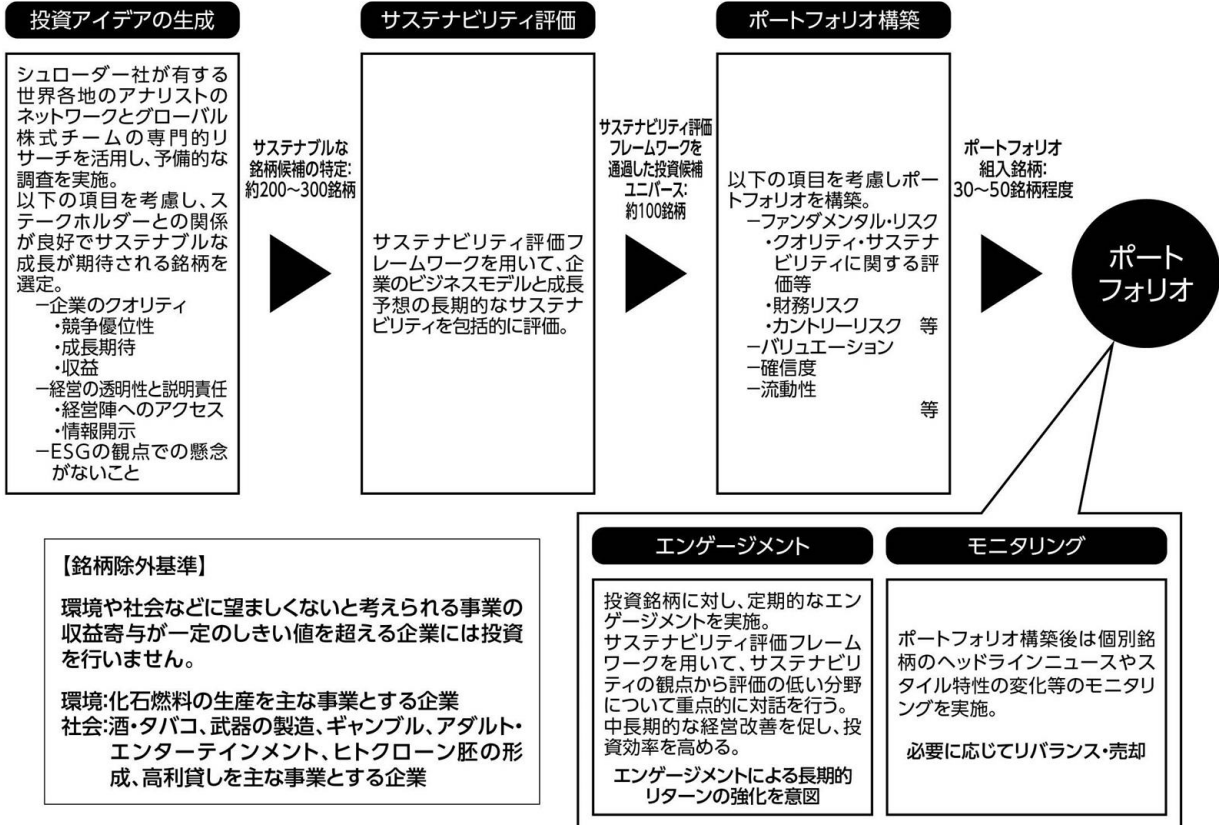 投資アイデアの生成
シュローダー社が有する
世界各地のアナリストの
ネットワークとグローバル
株式チームの専門的リ
サーチを活用し、予備的な
調査を実施。
以下の項目を考慮し、ス
テークホルダーとの関係
が良好でサステナブルな
成長が期待される銘柄を
選定。
－企業のクオリティ
・競争優位性
・成長期待
・収益
－経営の透明性と説明責任
・経営陣へのアクセス
・情報開示
－ESGの観点での懸念
がないこと
サステナブルな
銘柄候補の特定:
約200～300銘柄
サステナビリティ評価
サステナビリティ評価フ
レームワークを用いて、企
業のビジネスモデルと成長
予想の長期的なサステナ
ビリティを包括的に評価。
サステナビリティ評価
フレームワークを
通過した投資候補
ユニバース:
約100銘柄
ポートフォリオ構築
以下の項目を考慮しポー
トフォリオを構築。
－ファンダメンタル・リスク
・クオリティ・サステナ
ビリティに関する評
価等
・財務リスク
・カントリーリスク 等
－バリュエーション
－確信度
－流動性
等
ポートフォリオ
組入銘柄:
30～50銘柄程度
ポート
フォリオ
【銘柄除外基準】
環境や社会などに望ましくないと考えられる事業の
収益寄与が一定のしきい値を超える企業には投資
を行いません。
環境:化石燃料の生産を主な事業とする企業
社会:酒・タバコ、武器の製造、ギャンブル、アダルト・
エンターテインメント、ヒトクローン胚の形
成、高利貸しを主な事業とする企業
エンゲージメント
投資銘柄に対し、定期的なエン
ゲージメントを実施。
サステナビリティ評価フレーム
ワークを用いて、サステナビリ
ティの観点から評価の低い分野
について重点的に対話を行う。
中長期的な経営改善を促し、投
資効率を高める。
エンゲージメントによる長期的
リターンの強化を意図
モニタリング
ポートフォリオ構築後は個別銘
柄のヘッドラインニュースやス
タイル特性の変化等のモニタリ
ングを実施。
必要に応じてリバランス・売却